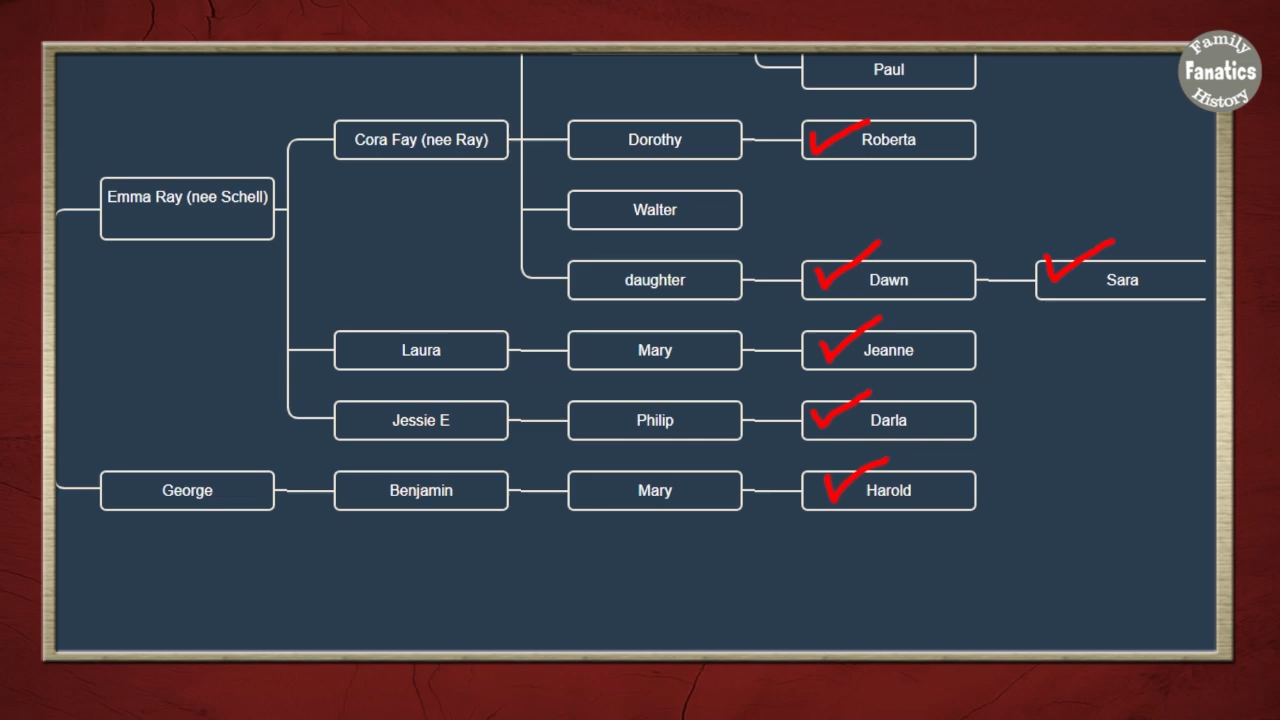 Family
Fanatics
History
Paul
Cora Fay (nee Ray)
Dorothy
Roberta
Emma Ray (nee Schell)
Walter
daughter
Dawn
Sara
Laura
Mary
Jeanne
Jessie E
Philip
Darla
George
Benjamin
Mary
Harold